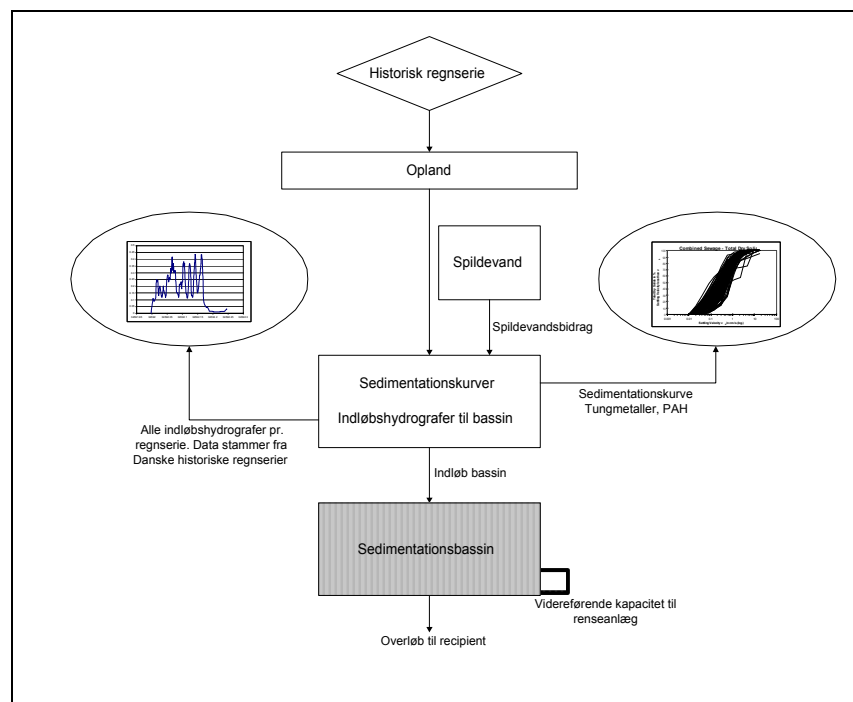 Historisk regnserie
Opland
Spildevand
Combined Sewage - Total Dry Solids
Spildevandsbidrag
Sedimentationskurver
Indløbshydrografer til bassin
Sedimentationskurve
Tungmetaller, PAH
Alle indløbshydrografer pr.
regnserie. Data stammer fra
Danske historiske regnserier
Indløb bassin
Sedimentationsbassin
Videreførende kapacitet til
renseanlæg
Overløb til recipient